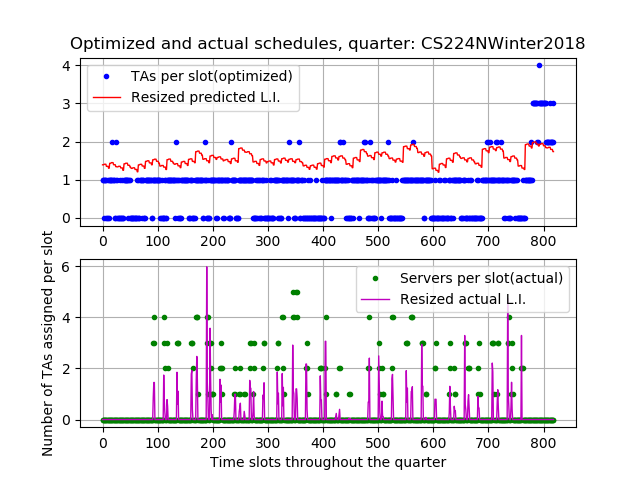 Optimized and actual schedules, quarter: CS224NWinter2018
TAs per slot(optimized)
Resized predicted L.I.
4
3
2
1
0
0 100 200 300 400 500 600 700 800
Number of TAs assigned per slot
Servers per slot(actual)
Resized actual L.I.
6
4
2
0
0 100 200 300 400 500 600 700 800
Time slots throughout the quarter